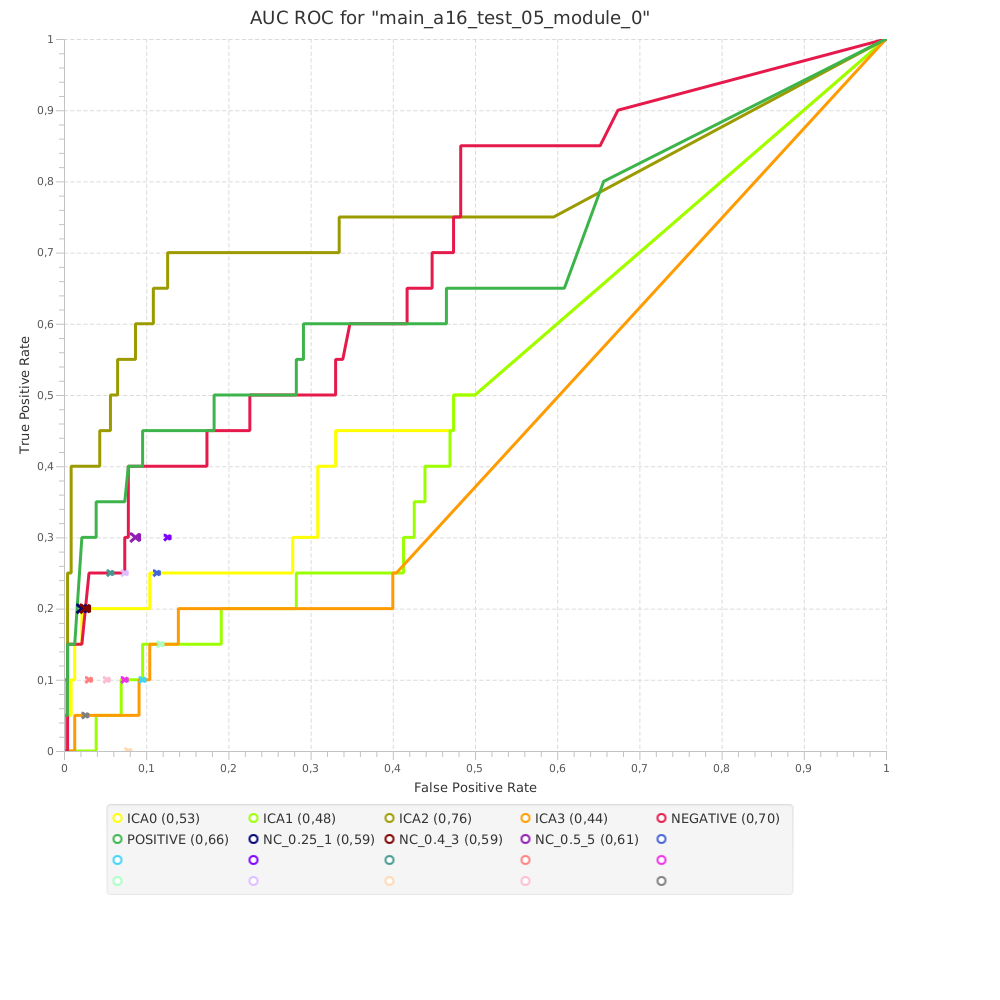 AUC ROC for "main_a16_test_05_module_0"
1
0,9
0,8
0,7
0,6
0,5
0,4
0,3
0,2
0,1
0
True Positive Rate
0 0,1 0,2 0,3 0,4 0,5 0,6 0,7 0,8 0,9 1
False Positive Rate
ICA0 (0,53) ICA1 (0,48) ICA2 (0,76) ICA3 (0,44) NEGATIVE (0,70)
POSITIVE (0,66) NC_0.25_1 (0,59) NC_0.4_3 (0,59) NC_0.5_5 (0,61)